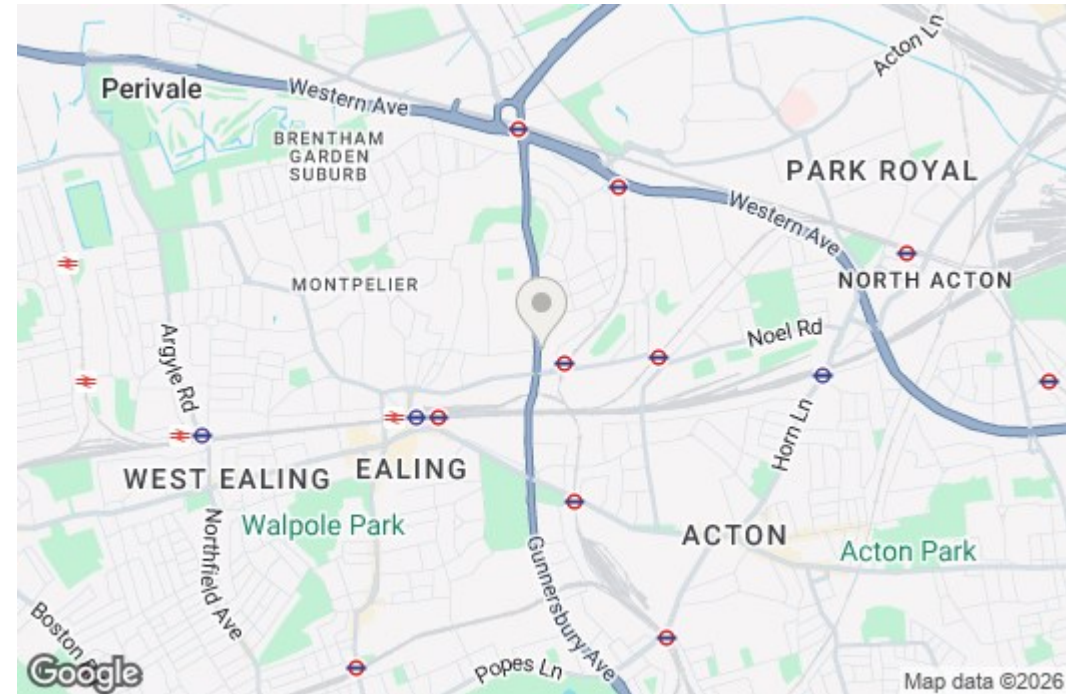 Acton Ln
Perivale
Western Ave
BRENTHAM
GARDEN
SUBURB
PARK ROYAL
Western Ave
MONTPELIER
NORTH ACTON
Noel Rd
Argyle Rd
Horn Ln
WEST EALING
EALING
Walpole Park
ACTON
Acton Park
Northfield Ave
Gunnersbury Ave
Boston
Popes Ln
Google
Map data ©2026